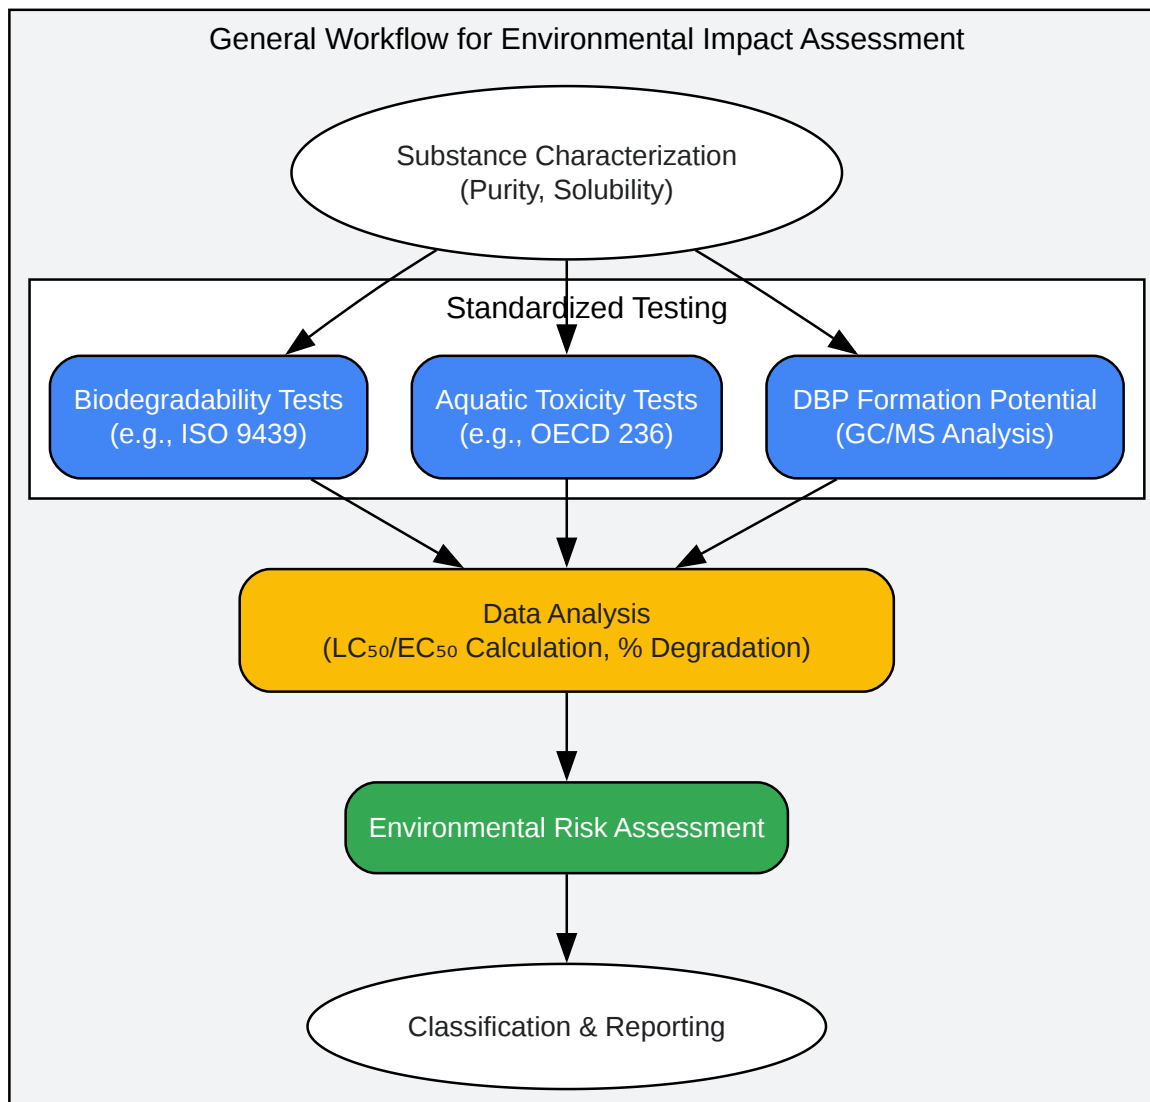 General Workflow for Environmental Impact Assessment
Substance Characterization
(Purity, Solubility)
Standardized Testing
Biodegradability Tests
(e.g., ISO 9439)
Aquatic Toxicity Tests
(e.g., OECD 236)
DBP Formation Potential
(GC/MS Analysis)
Data Analysis
(LC₅₀/EC₅₀ Calculation, % Degradation)
Environmental Risk Assessment
Classification & Reporting